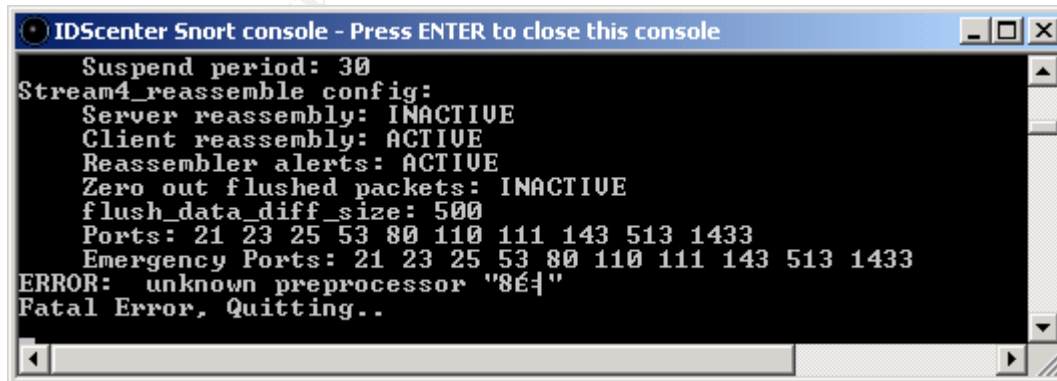 IDScenter Snort console - Press ENTER to close this console
Suspend period: 30
Stream4_reassemble config:
Server reassembly: INACTIVE
Client reassembly: ACTIVE
Reassembler alerts: ACTIVE
Zero out flushed packets: INACTIVE
flush_data_diff_size: 500
Ports: 21 23 25 53 80 110 111 143 513 1433
Emergency Ports: 21 23 25 53 80 110 111 143 513 1433
ERROR:  unknown preprocessor "8É╡"
Fatal Error, Quitting..